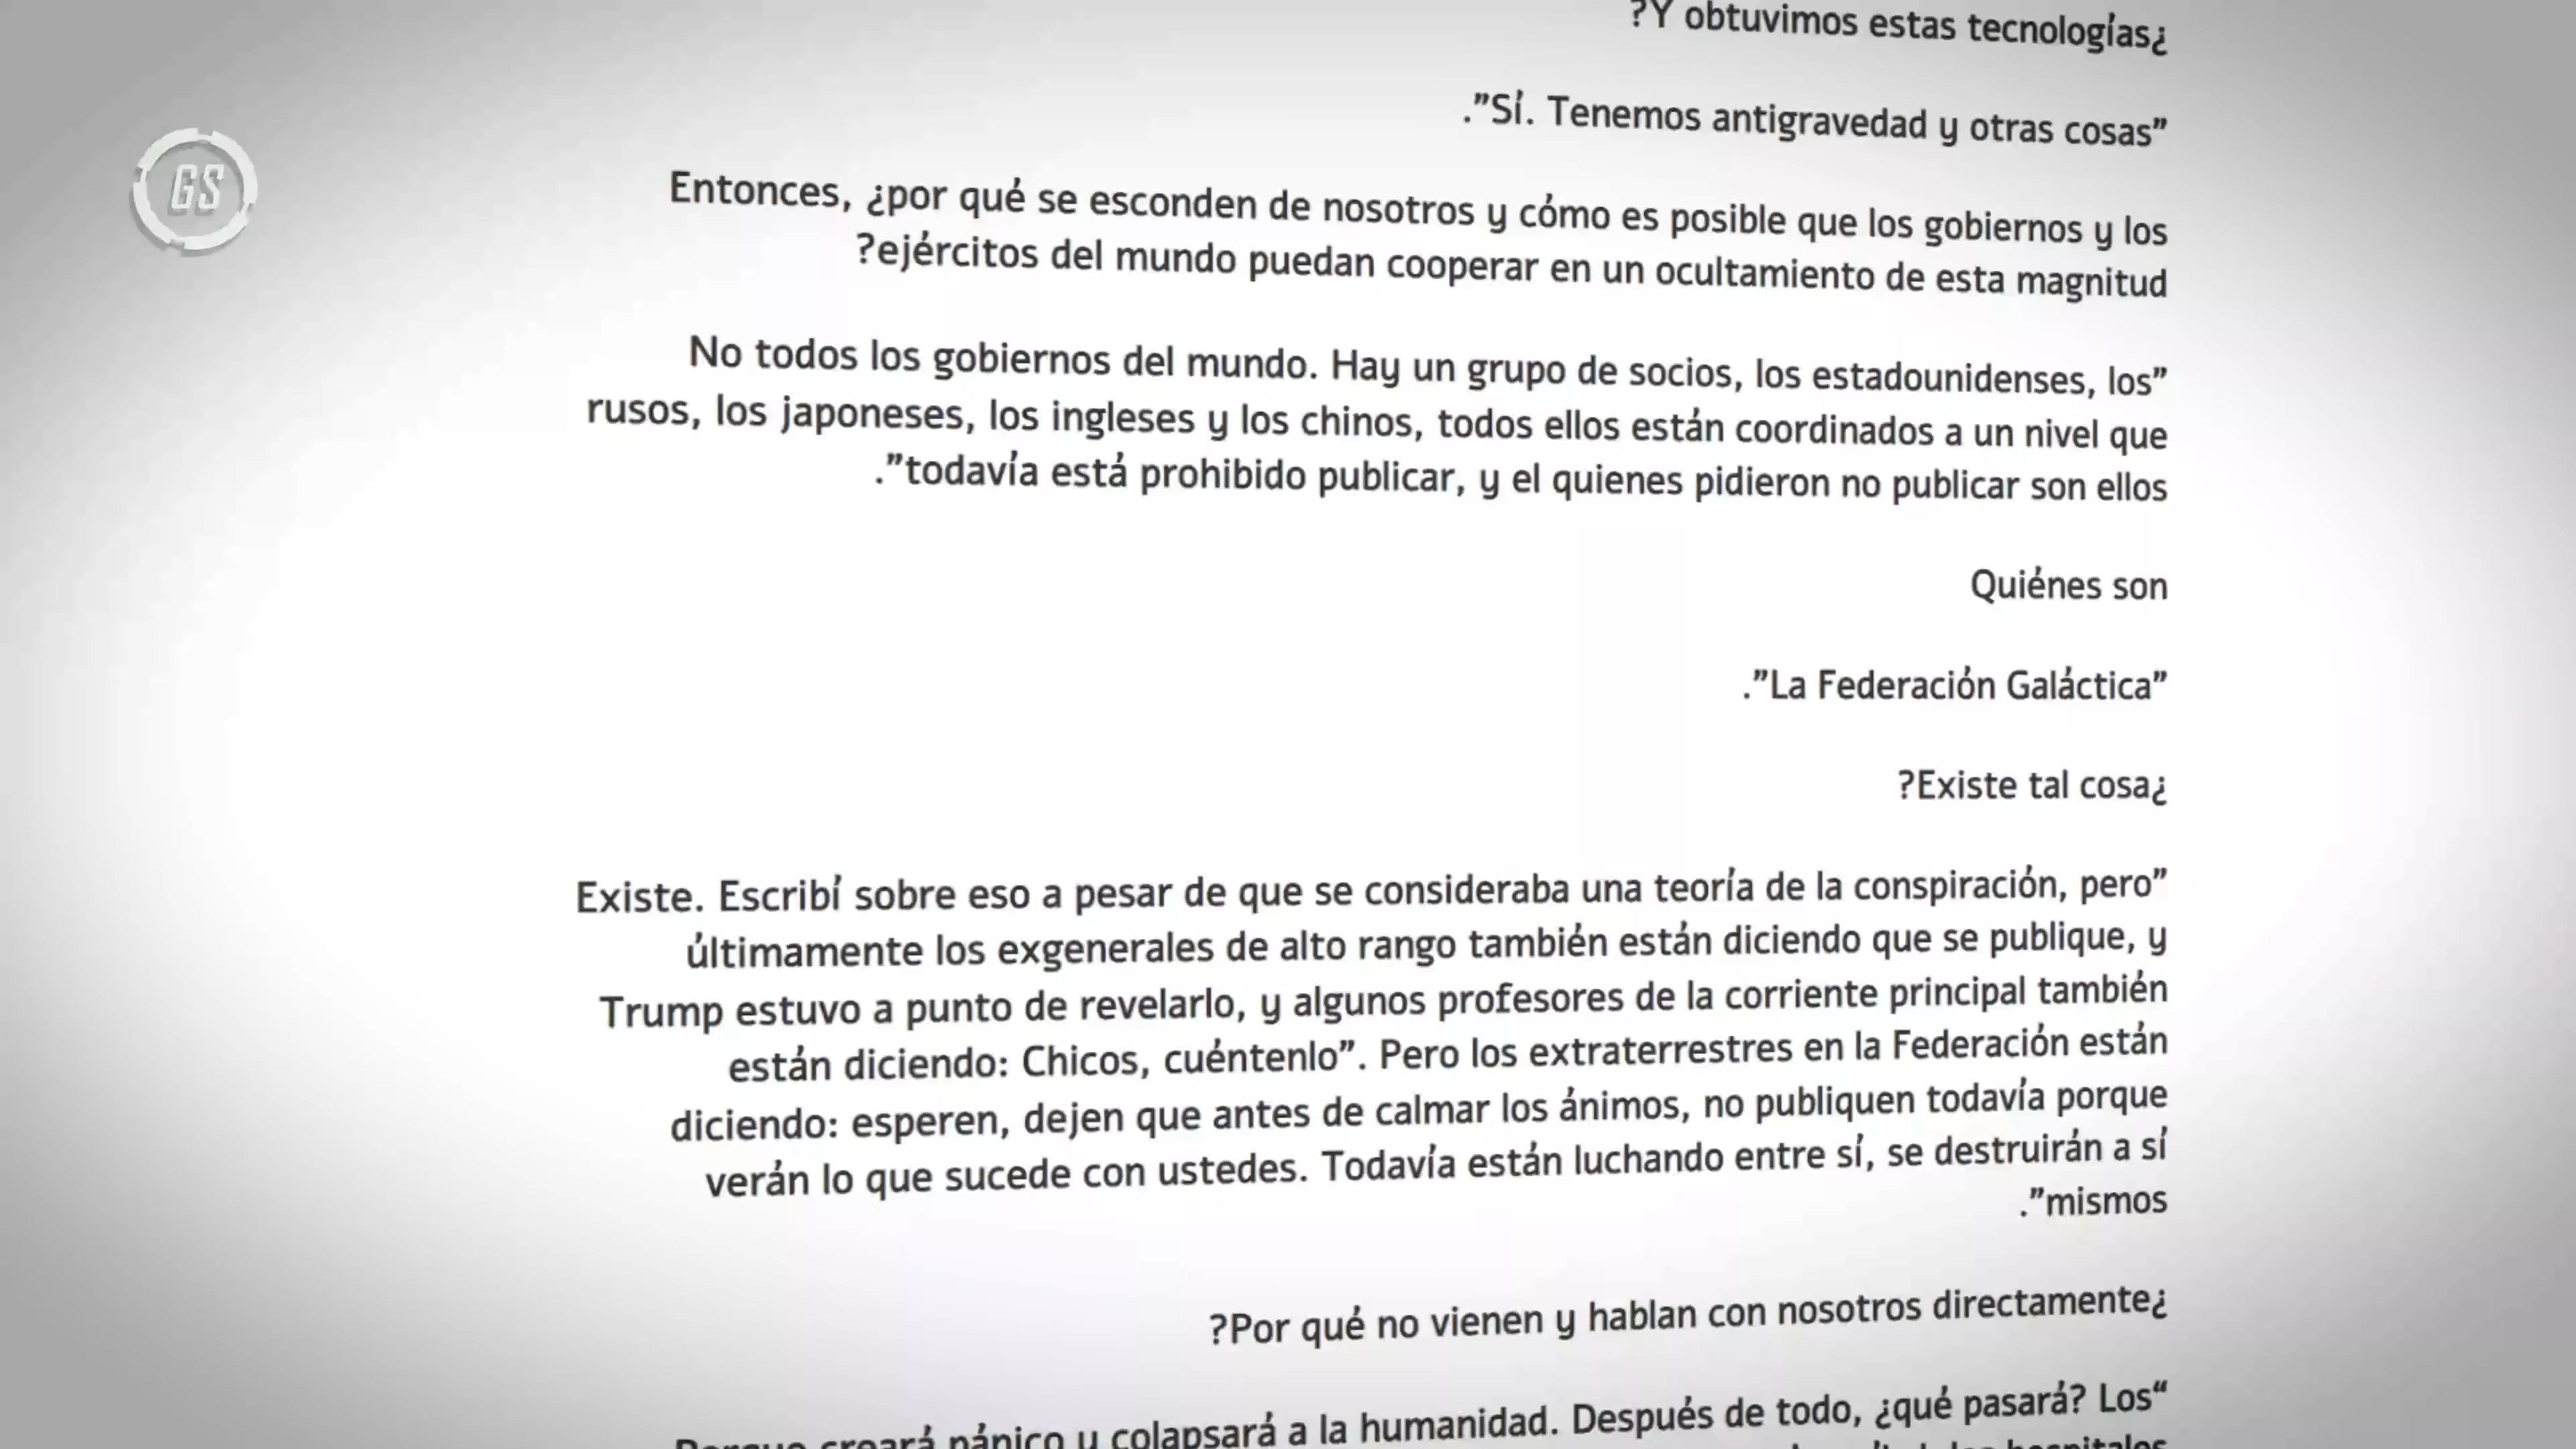 GS
?Y obtuvimos estas tecnologías¿
."Sí. Tenemos antigravedad y otras cosas"
Entonces, ¿por qué se esconden de nosotros y cómo es posible que los gobiernos y los
?ejércitos del mundo puedan cooperar en un ocultamiento de esta magnitud
No todos los gobiernos del mundo. Hay un grupo de socios, los estadounidenses, los"
rusos, los japoneses, los ingleses y los chinos, todos ellos están coordinados a un nivel que
."todavía está prohibido publicar, y el quienes pidieron no publicar son ellos
Quiénes son
."La Federación Galáctica"
?Existe tal cosa¿
Existe. Escribí sobre eso a pesar de que se consideraba una teoría de la conspiración, pero"
últimamente los exgenerales de alto rango también están diciendo que se publique, y
Trump estuvo a punto de revelarlo, y algunos profesores de la corriente principal también
están diciendo: Chicos, cuéntenlo". Pero los extraterrestres en la Federación están
diciendo: esperen, dejen que antes de calmar los ánimos, no publiquen todavía porque
verán lo que sucede con ustedes. Todavía están luchando entre sí, se destruirán a sí
."mismos
?Por qué no vienen y hablan con nosotros directamente¿
Porque creará pánico y colapsará a la humanidad. Después de todo, ¿qué pasará? Los“
hospitales